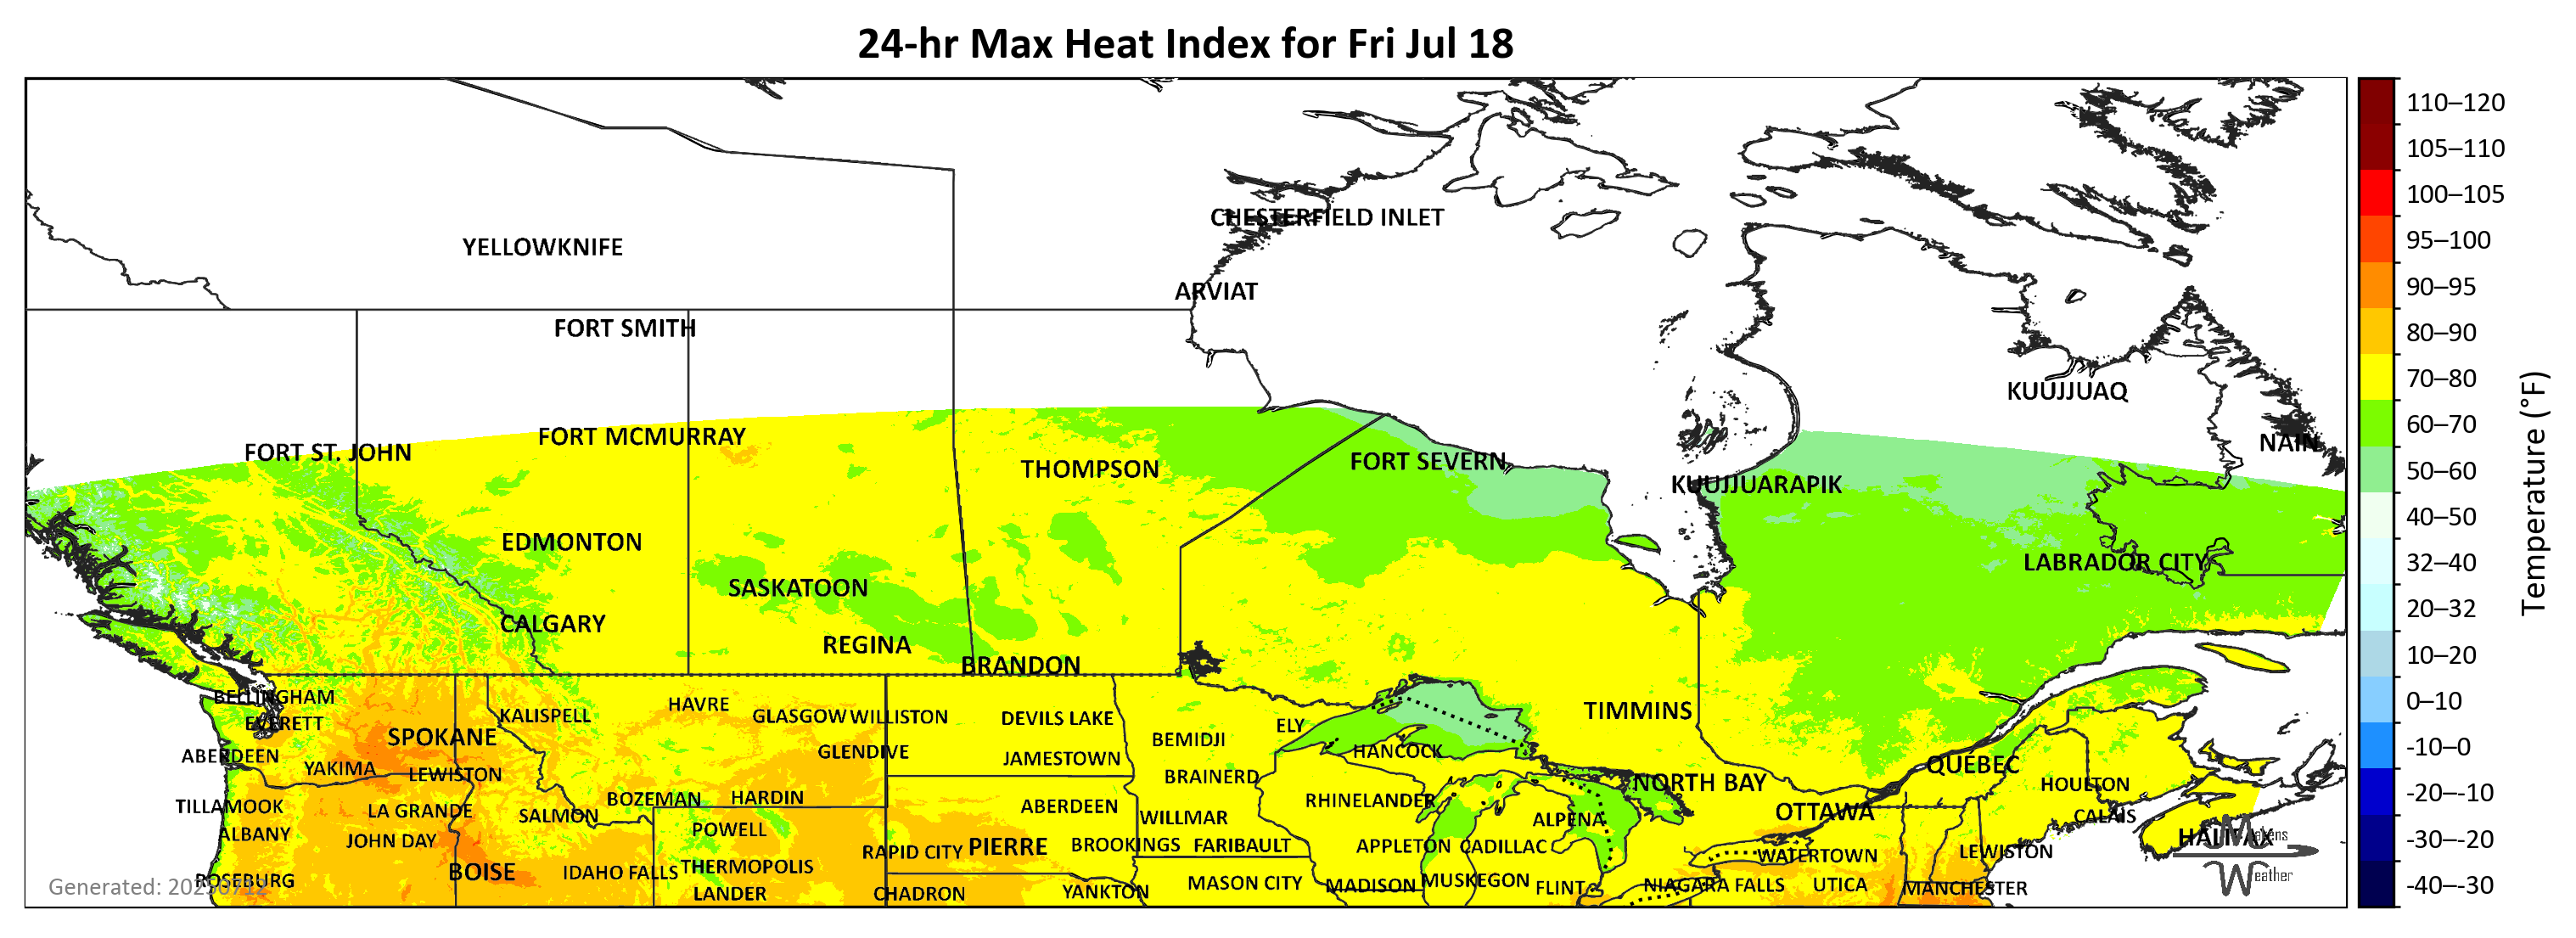 24-hr Max Heat Index for Fri Jul 18
110–120
105–110
100–105
95–100
90–95
80–90
70–80
60–70
50–60
40–50
32–40
20–32
10–20
0–10
-10–0
-20–-10
-30–-20
-40–-30
Temperature (°F)
CHESTERFIELD INLET
YELLOWKNIFE
ARVIAT
FORT SMITH
KUUJJUAQ
FORT MCMURRAY
NAIN
FORT ST. JOHN
FORT SEVERN
THOMPSON
KUUJJUARAPIK
EDMONTON
LABRADOR CITY
SASKATOON
CALGARY
REGINA
BRANDON
BELLINGHAM
HAVRE
TIMMINS
KALISPELL
GLASGOW
WILLISTON
DEVILS LAKE
EVERETT
ELY
SPOKANE
BEMIDJI
GLENDIVE
HANCOCK
ABERDEEN
JAMESTOWN
QUÉBEC
YAKIMA
LEWISTON
BRAINERD
NORTH BAY
HOULTON
BOZEMAN
HARDIN
RHINELANDER
TILLAMOOK
LA GRANDE
ABERDEEN
OTTAWA
SALMON
WILLMAR
CALAIS
ALPENA
ALBANY
POWELL
HALIFAX
JOHN DAY
PIERRE
BROOKINGS
FARIBAULT
APPLETON
CADILLAC
RAPID CITY
LEWISTON
WATERTOWN
BOISE
IDAHO FALLS
THERMOPOLIS
ROSEBURG
MASON CITY
MADISON
MUSKEGON
FLINT
NIAGARA FALLS
UTICA
MANCHESTER
LANDER
CHADRON
YANKTON
Generated: 20250712
Weather